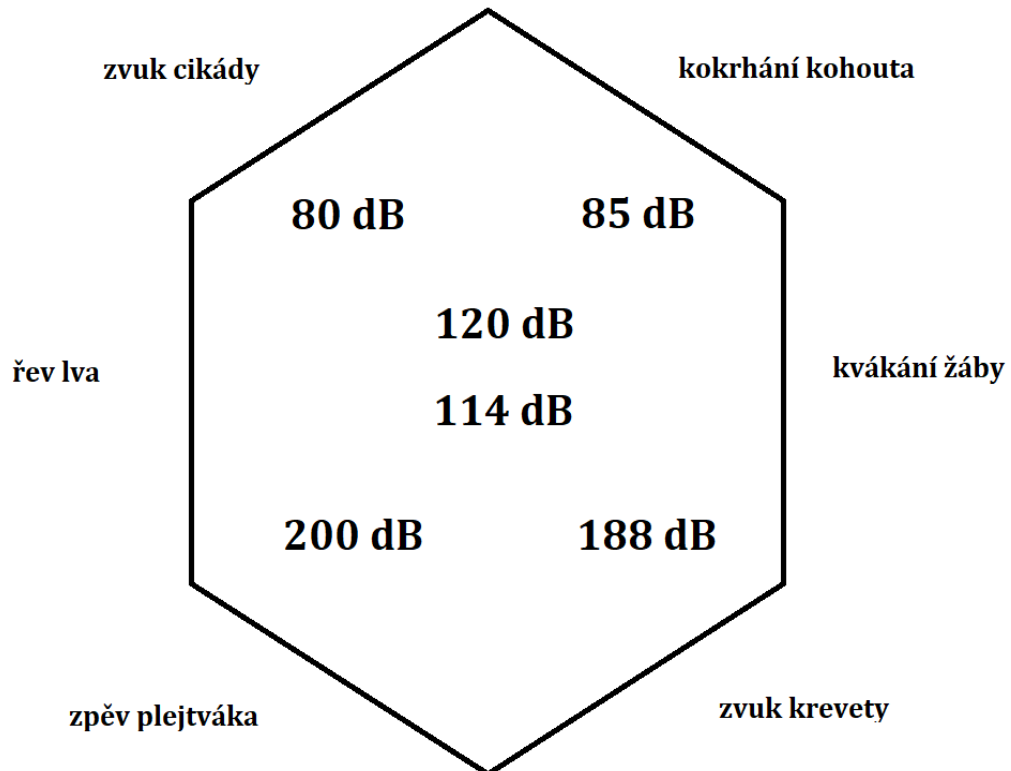 zvuk cikády
kokrhání kohouta
80 dB
85 dB
120 dB
řev lva
kvákání žáby
114 dB
200 dB
188 dB
zpěv plejtváka
zvuk krevety